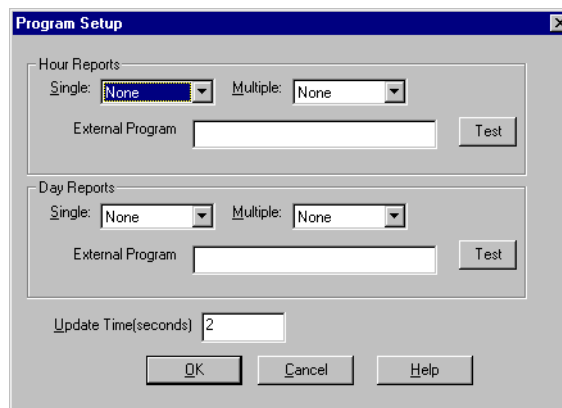 Program Setup
Hour Reports
Single: None Multiple: None
External Program Test
Day Reports
Single: None Multiple: None
External Program Test
Update Time(seconds) 2
OK Cancel Help